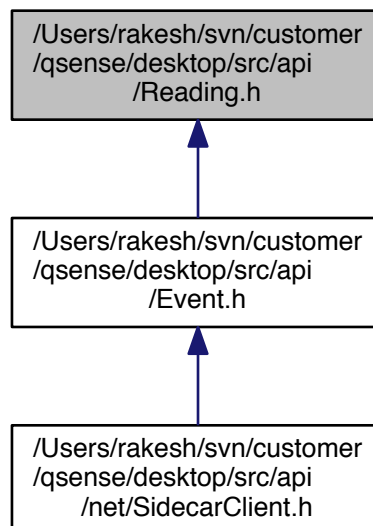 /Users/rakesh/svn/customer
/qsense/desktop/src/api
/Reading.h
/Users/rakesh/svn/customer
/qsense/desktop/src/api
/Event.h
/Users/rakesh/svn/customer
/qsense/desktop/src/api
/net/SidecarClient.h